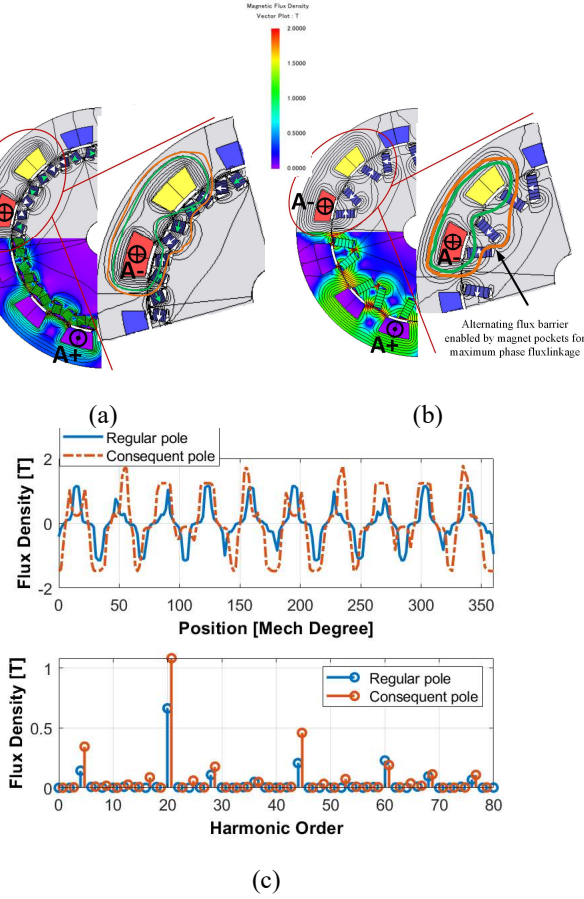 Magnetic Flux Density
Vector Plot : T
2.0000
1.5000
1.0000
0.5000
0.0000
A-
A-
A+
A-
A-
A+
Alternating flux barrier
enabled by magnet pockets for
maximum phase fluxlinkage
(a)
(b)
Regular pole
Consequent pole
Flux Density [T]
2
0
-2
0
50
100
150
200
250
300
350
Position [Mech Degree]
Flux Density [T]
1
0.5
0
Regular pole
Consequent pole
0
10
20
30
40
50
60
70
80
Harmonic Order
(c)